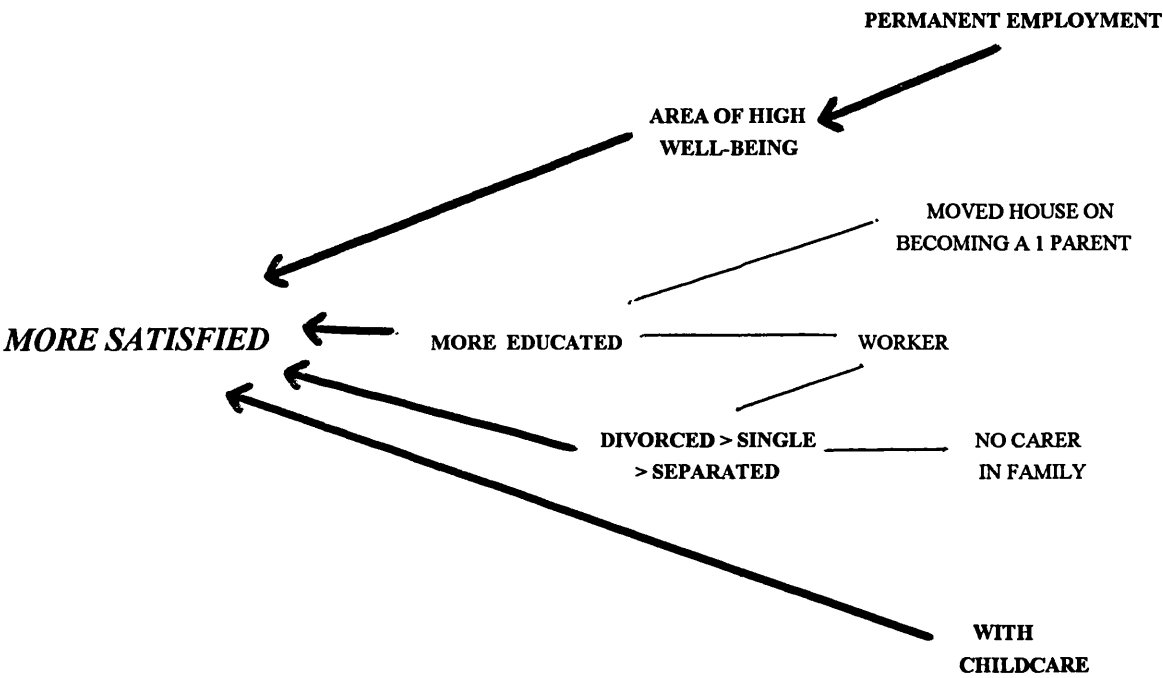 PERMANENT EMPLOYMENT
AREA OF HIGH
WELL-BEING
MOVED HOUSE ON
BECOMING A 1 PARENT
MORE SATISFIED
MORE EDUCATED
WORKER
DIVORCED > SINGLE
> SEPARATED
NO CARER
IN FAMILY
WITH
CHILDCARE